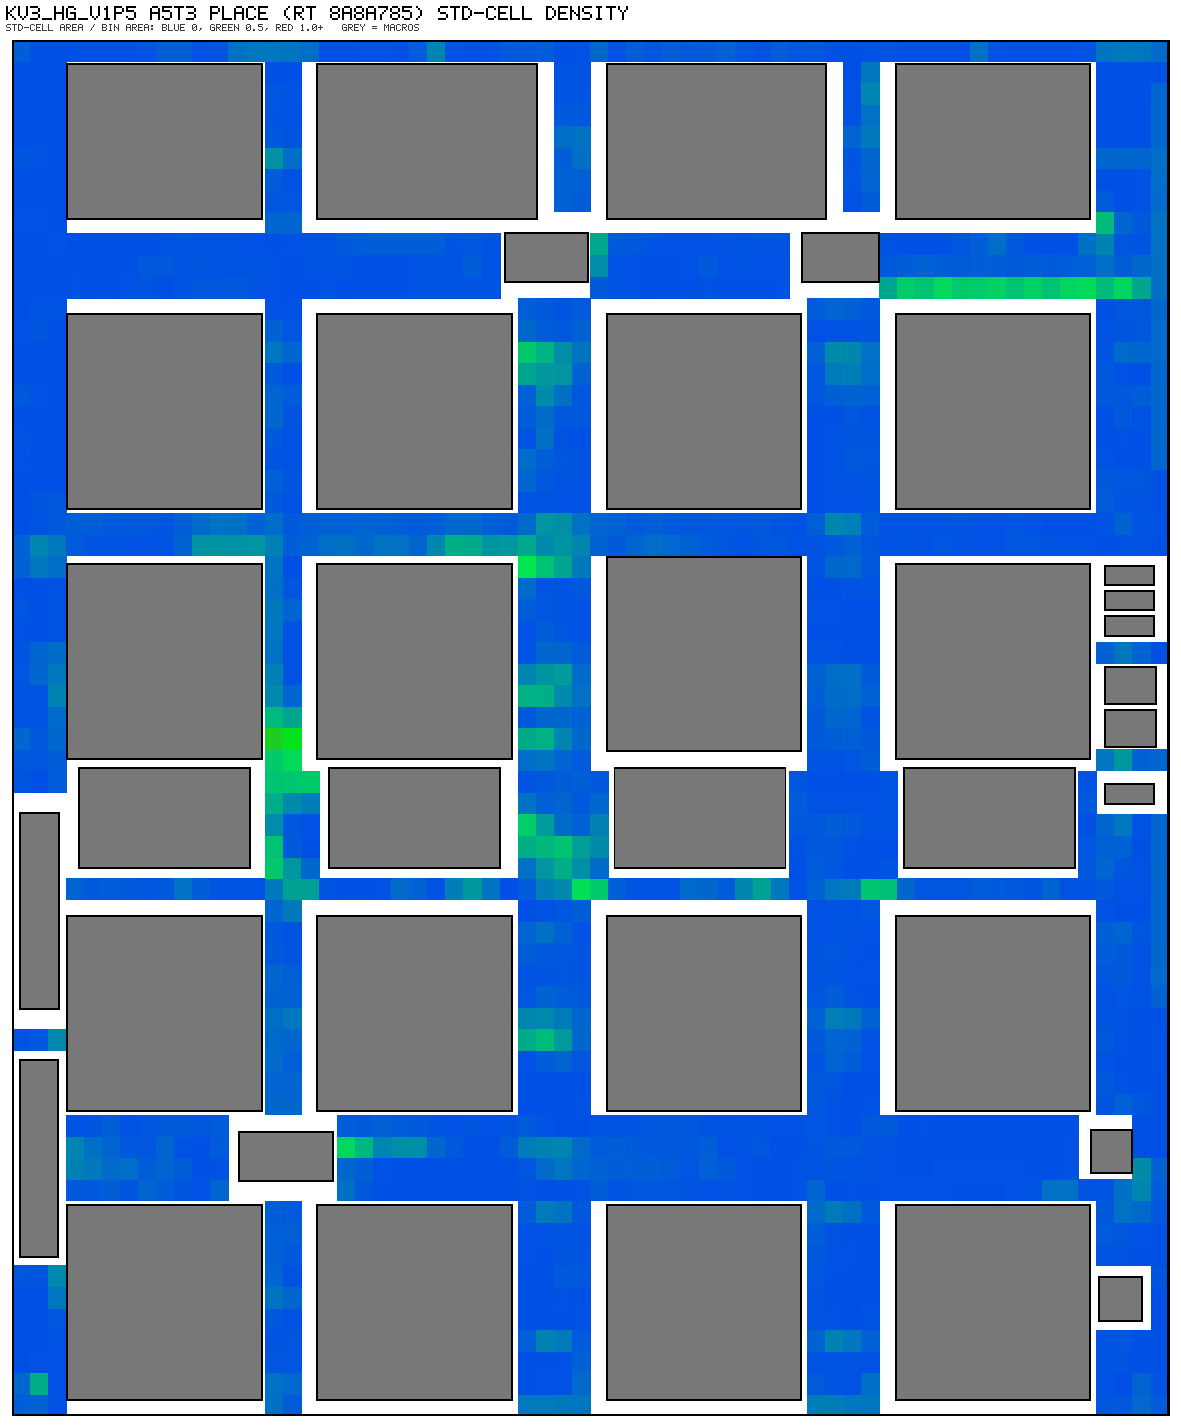 KV3_HG_V1P5 A5T3 PLACE (RT 8A8A785) STD-CELL DENSITY
STD-CELL AREA / BIN AREA: BLUE 0, GREEN 0.5, RED 1.0+ GREY = MACROS